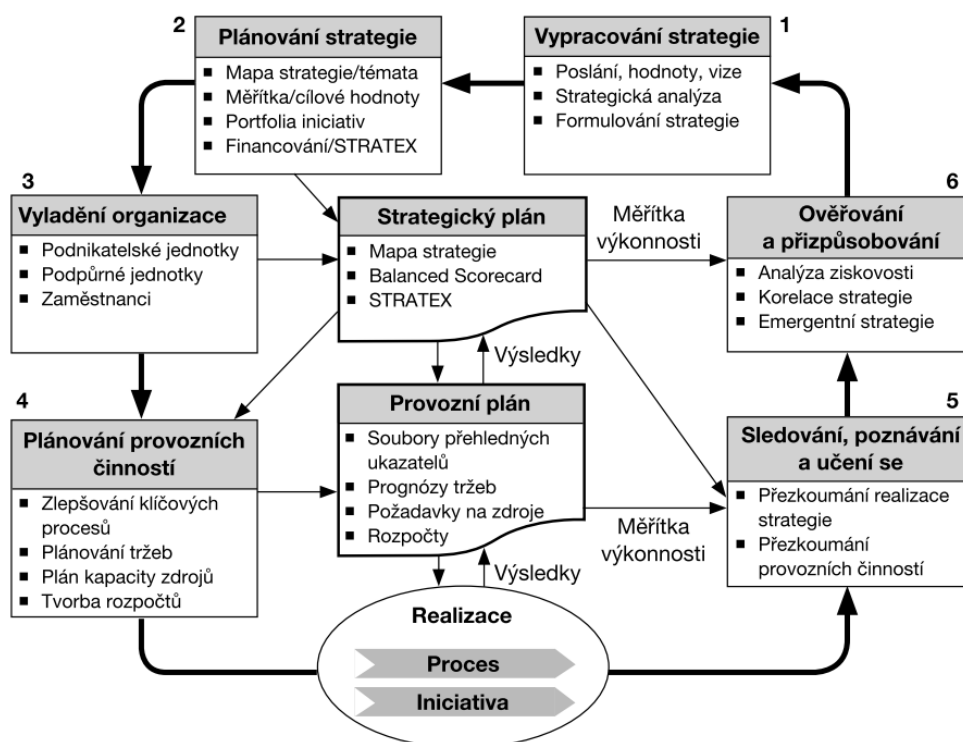 2
Plánování strategie
■ Mapa strategie/témata
■ Měřítka/cílové hodnoty
■ Portfolia iniciativ
■ Financování/STRATEX
1
Vypracování strategie
■ Poslání, hodnoty, vize
■ Strategická analýza
■ Formulování strategie
3
Vyladění organizace
■ Podnikatelské jednotky
■ Podpůrné jednotky
■ Zaměstnanci
Strategický plán
■ Mapa strategie
■ Balanced Scorecard
■ STRATEX
Měřítka
výkonnosti
6
Ověřování
a přizpůsobování
■ Analýza ziskovosti
■ Korelace strategie
■ Emergentní strategie
Výsledky
4
Plánování provozních
činností
■ Zlepšování klíčových
procesů
■ Plánování tržeb
■ Plán kapacity zdrojů
■ Tvorba rozpočtů
Provozní plán
■ Soubory přehledných
ukazatelů
■ Prognózy tržeb
■ Požadavky na zdroje
■ Rozpočty
Měřítka
výkonnosti
5
Sledování, poznávání
a učení se
■ Přezkoumání realizace
strategie
■ Přezkoumání
provozních činností
Výsledky
Realizace
Proces
Iniciativa